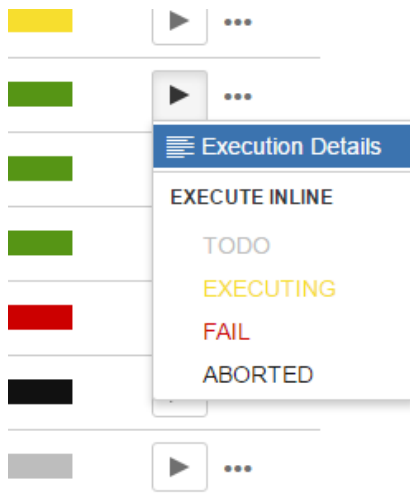 Execution Details
EXECUTE INLINE
TODO
EXECUTING
FAIL
ABORTED